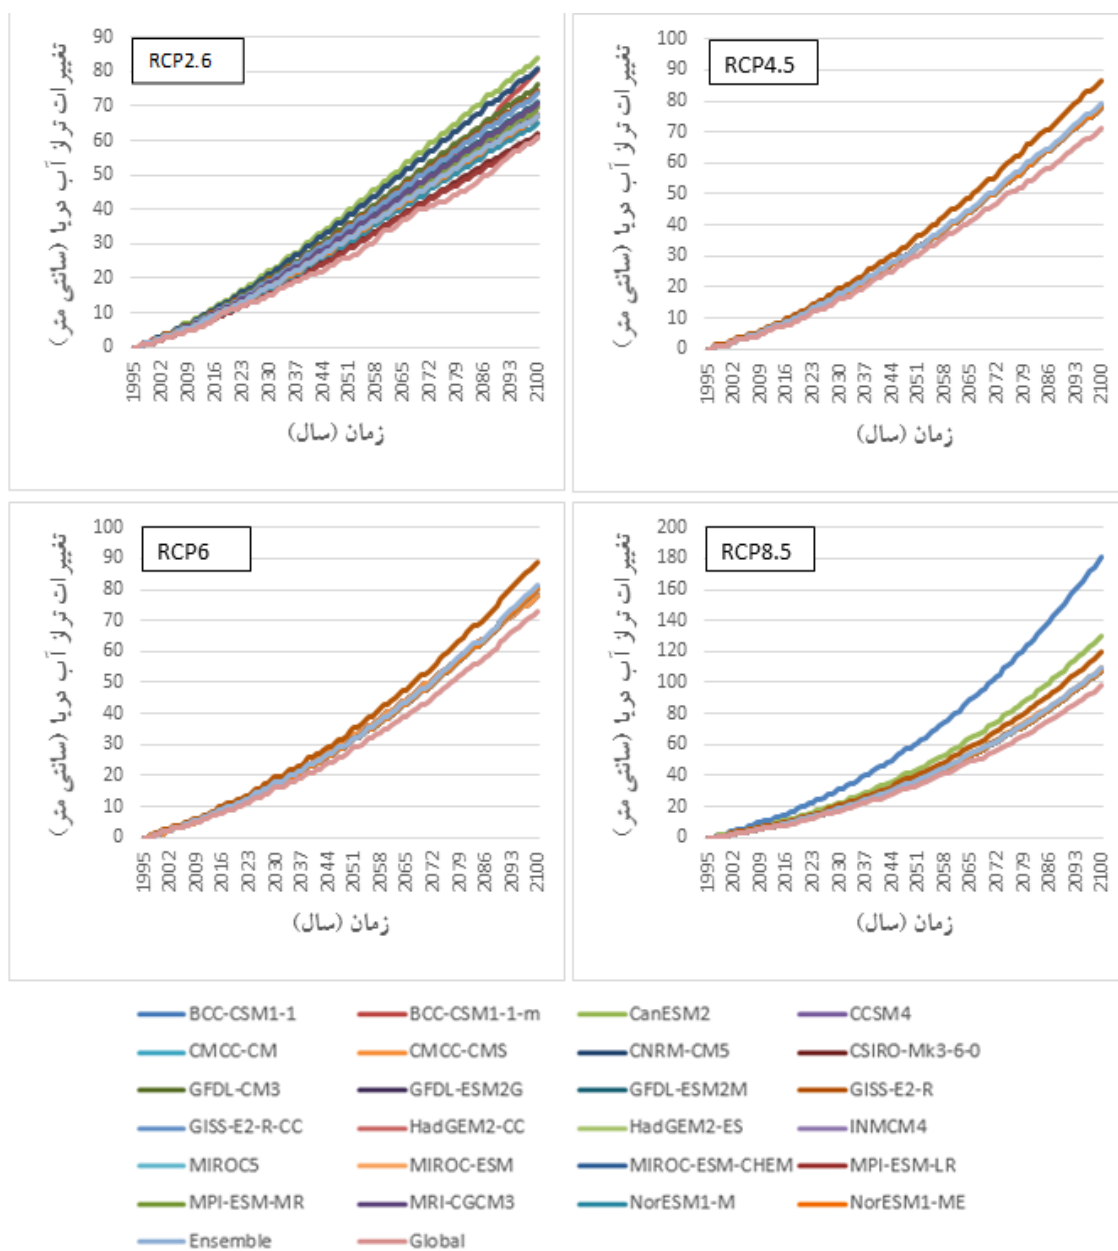 RCP2.6
تغییرات تراز آب دریا (سانتی متر)
90
80
70
60
50
40
30
20
10
0
1995 2002 2009 2016 2023 2030 2037 2044 2051 2058 2065 2072 2079 2086 2093 2100
زمان (سال)
RCP4.5
تغییرات تراز آب دریا (سانتی متر)
100
90
80
70
60
50
40
30
20
10
0
1995 2002 2009 2016 2023 2030 2037 2044 2051 2058 2065 2072 2079 2086 2093 2100
زمان (سال)
RCP6
تغییرات تراز آب دریا (سانتی متر)
100
90
80
70
60
50
40
30
20
10
0
1995 2002 2009 2016 2023 2030 2037 2044 2051 2058 2065 2072 2079 2086 2093 2100
زمان (سال)
RCP8.5
تغییرات تراز آب دریا (سانتی متر)
200
180
160
140
120
100
80
60
40
20
0
1995 2002 2009 2016 2023 2030 2037 2044 2051 2058 2065 2072 2079 2086 2093 2100
زمان (سال)
BCC-CSM1-1 BCC-CSM1-1-m CanESM2 CCSM4
CMCC-CM CMCC-CMS CNRM-CM5 CSIRO-Mk3-6-0
GFDL-CM3 GFDL-ESM2G GFDL-ESM2M GISS-E2-R
GISS-E2-R-CC HadGEM2-CC HadGEM2-ES INMCM4
MIROC5 MIROC-ESM MIROC-ESM-CHEM MPI-ESM-LR
MPI-ESM-MR MRI-CGCM3 NorESM1-M NorESM1-ME
Ensemble Global